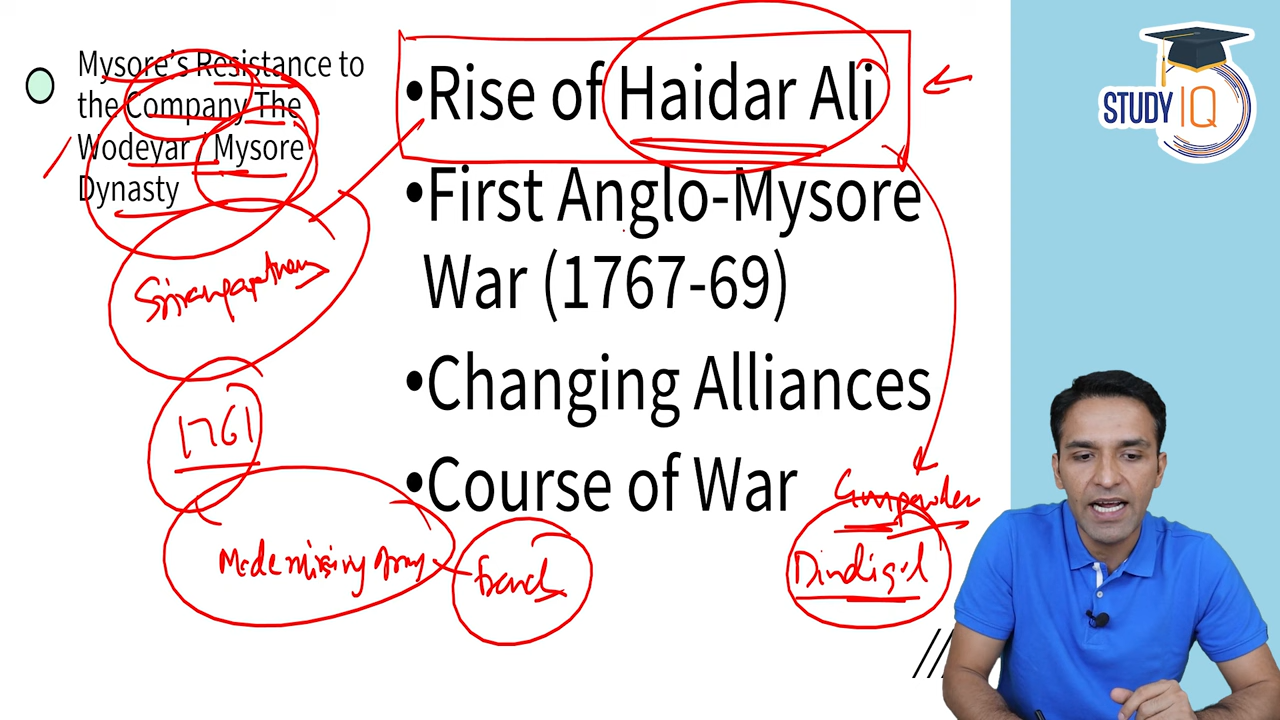 Mysore's Resistance to
the Company The
Wodeyar / Mysore
Dynasty
•Rise of Haidar Ali
•First Anglo-Mysore
War (1767-69)
•Changing Alliances
•Course of War
1761
Modernising Army
French
Gunpowder
Dindigul
STUDY IQ